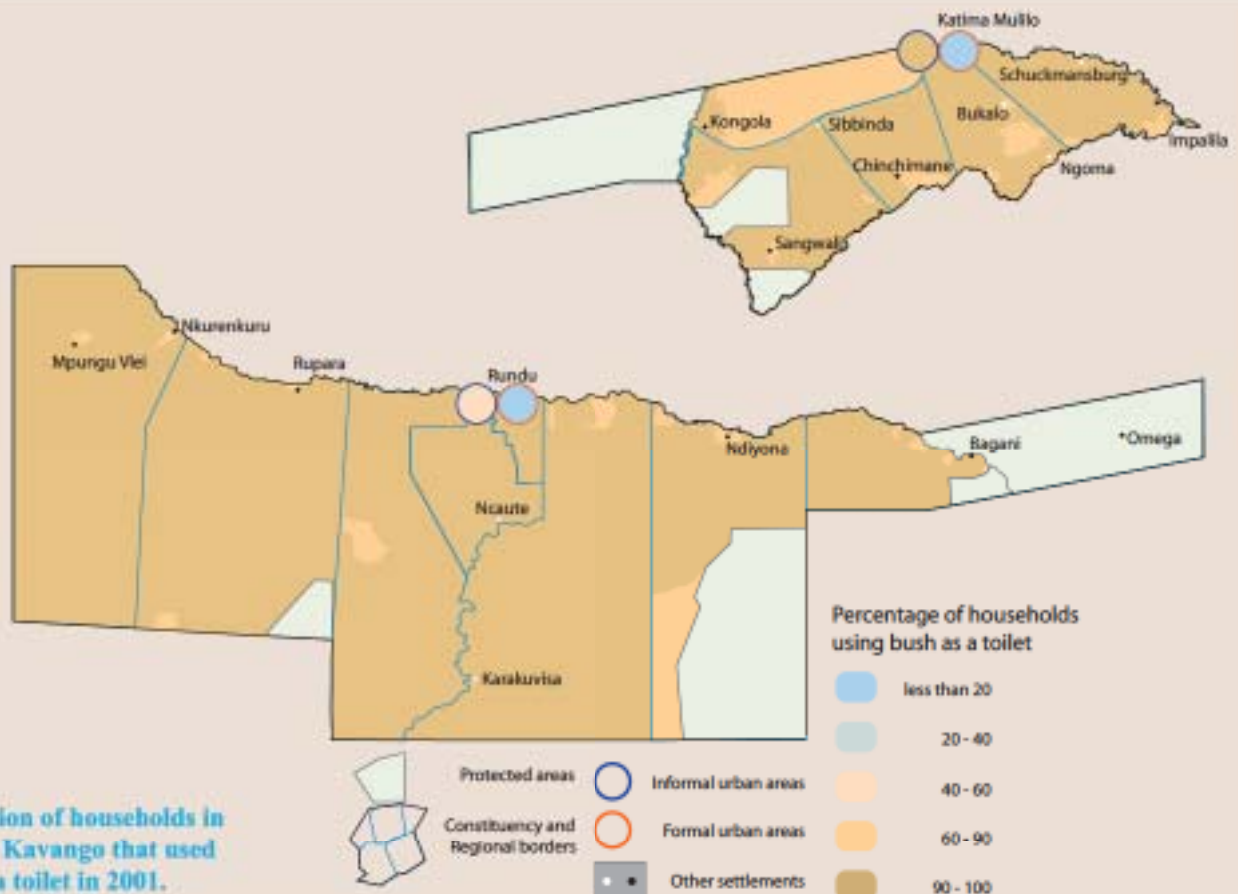 Katima Mulilo
Schuckmansburg
Kongola
Sibbinda
Bukalo
Impalila
Chinchimane
Ngoma
Sangwali
Nkurenkuru
Mpungu Vlei
Rupara
Rundu
Ndiyona
Bagani
Omega
Ncaute
Karakuvisa
Percentage of households
using bush as a toilet
less than 20
20 - 40
40 - 60
60 - 90
90 - 100
Protected areas
Constituency and
Regional borders
Informal urban areas
Formal urban areas
Other settlements
ion of households in
Kavango that used
a toilet in 2001.